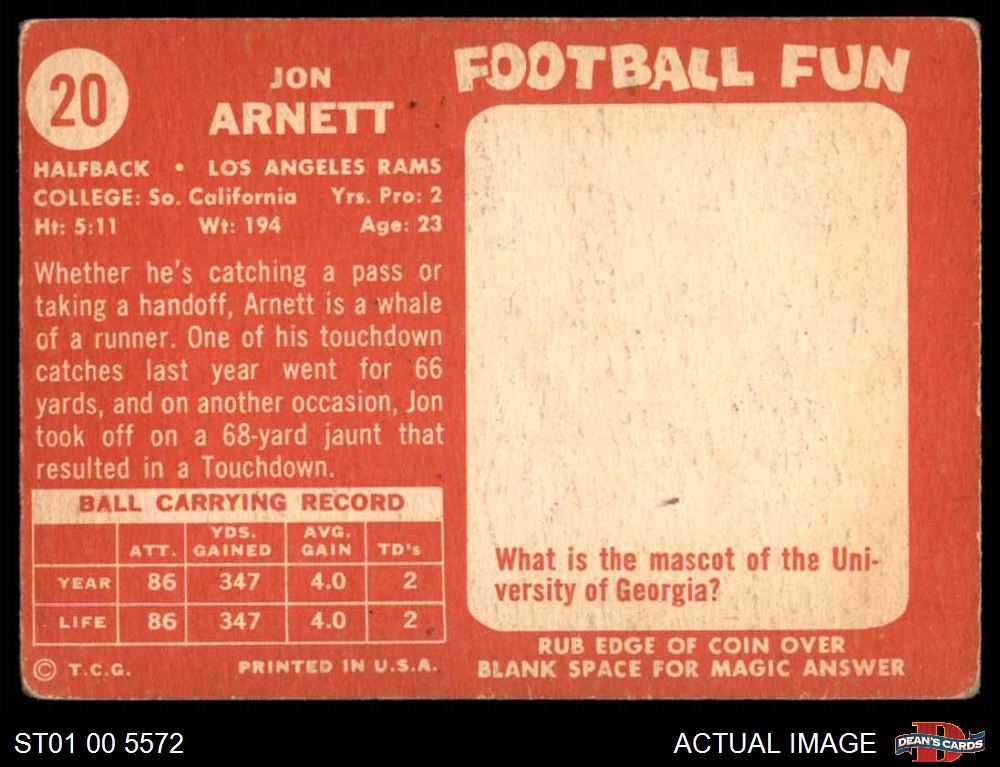 20
JON
ARNETT
HALFBACK • LOS ANGELES RAMS
COLLEGE: So. California Yrs. Pro: 2
Ht: 5:11 Wt: 194 Age: 23
Whether he's catching a pass or
taking a handoff, Arnett is a whale
of a runner. One of his touchdown
catches last year went for 66
yards, and on another occasion, Jon
took off on a 68-yard jaunt that
resulted in a Touchdown.
BALL CARRYING RECORD
ATT. YDS. GAINED AVG. GAIN TD's
YEAR 86 347 4.0 2
LIFE 86 347 4.0 2
© T.C.G. PRINTED IN U.S.A.
FOOTBALL FUN
What is the mascot of the Uni-
versity of Georgia?
RUB EDGE OF COIN OVER
BLANK SPACE FOR MAGIC ANSWER
ST01 00 5572
ACTUAL IMAGE
D
DEAN'S CARDS